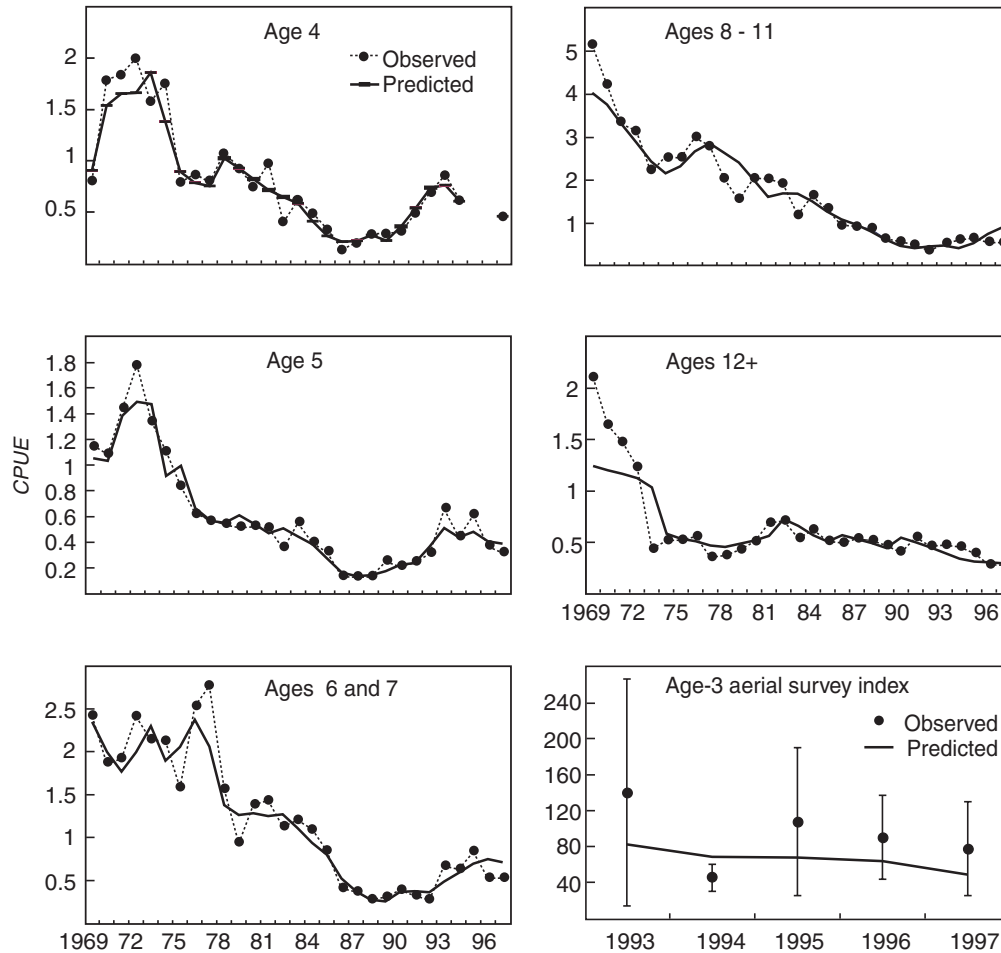 Age 4
Observed
Predicted
2
1.5
1
0.5
Ages 8 - 11
5
4
3
2
1
CPUE
Age 5
1.8
1.6
1.4
1.2
1
0.8
0.6
0.4
0.2
Ages 12+
2
1.5
1
0.5
1969 72 75 78 81 84 87 90 93 96
Ages 6 and 7
2.5
2
1.5
1
0.5
1969 72 75 78 81 84 87 90 93 96
Age-3 aerial survey index
Observed
Predicted
240
200
160
120
80
40
1993 1994 1995 1996 1997